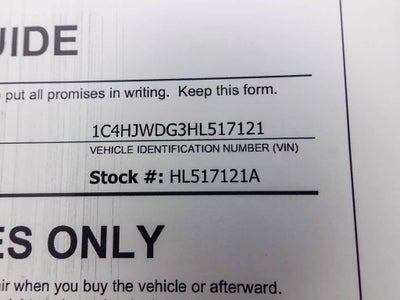 UIDE
put all promises in writing. Keep this form.
1C4HJWDG3HL517121
VEHICLE IDENTIFICATION NUMBER (VIN)
Stock #: HL517121A
ES ONLY
ir when you buy the vehicle or afterward.